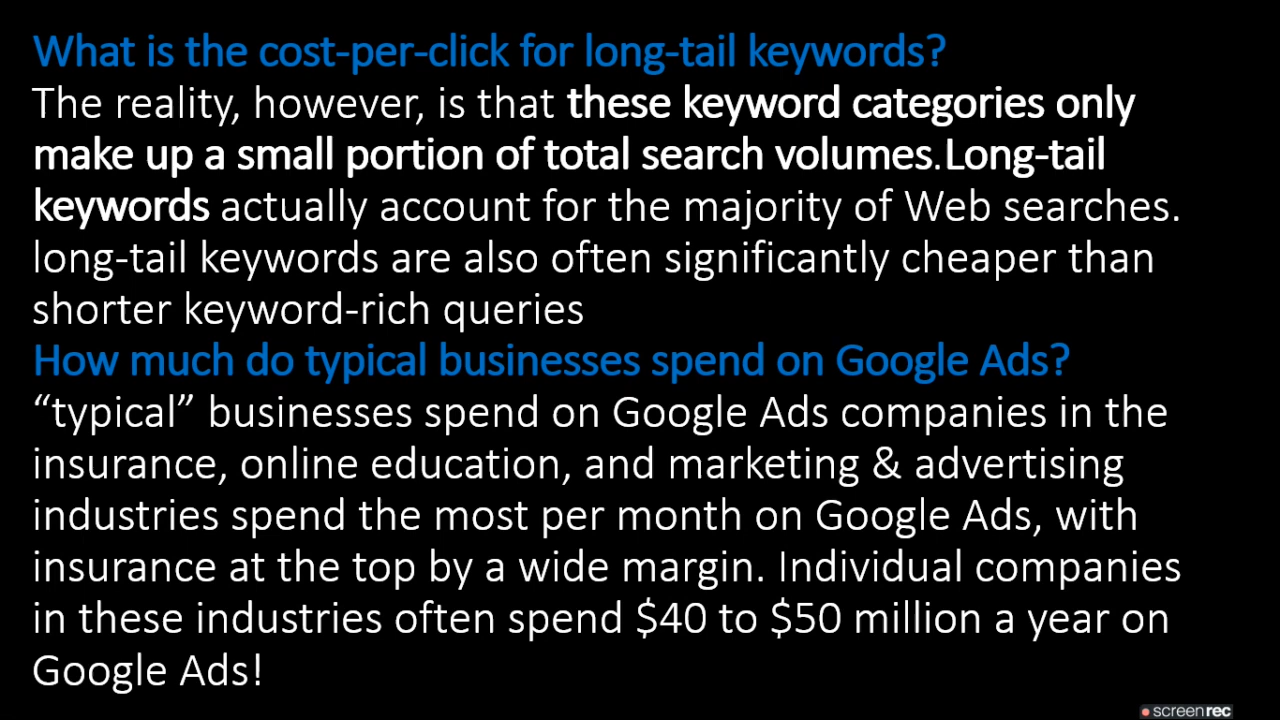 What is the cost-per-click for long-tail keywords?
The reality, however, is that these keyword categories only
make up a small portion of total search volumes.Long-tail
keywords actually account for the majority of Web searches.
long-tail keywords are also often significantly cheaper than
shorter keyword-rich queries
How much do typical businesses spend on Google Ads?
“typical” businesses spend on Google Ads companies in the
insurance, online education, and marketing & advertising
industries spend the most per month on Google Ads, with
insurance at the top by a wide margin. Individual companies
in these industries often spend $40 to $50 million a year on
Google Ads!
screenrec